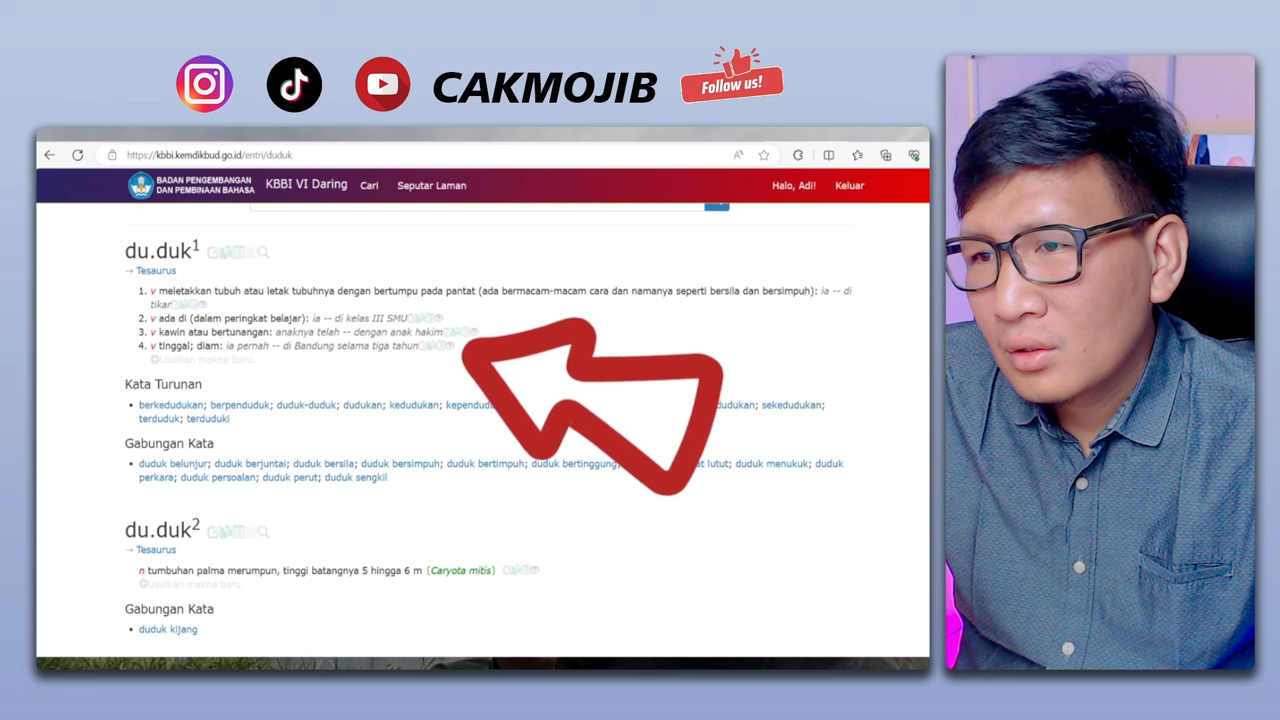 CAKMOJIB
Follow us!
https://kbbi.kemdikbud.go.id/entri/duduk
BADAN PENGEMBANGAN
DAN PEMBINAAN BAHASA
KBBI VI Daring Cari Seputar Laman Halo, Adi! Keluar
du.duk1
→ Tesaurus
1. v meletakkan tubuh atau letak tubuhnya dengan bertumpu pada pantat (ada bermacam-macam cara dan namanya seperti bersila dan bersimpuh): ia -- di
tikar
2. v ada di (dalam peringkat belajar): ia -- di kelas III SMU
3. v kawin atau bertunangan: anaknya telah -- dengan anak hakim
4. v tinggal; diam: ia pernah -- di Bandung selama tiga tahun
Usulkan makna baru
Kata Turunan
• berkedudukan; berpenduduk; duduk-duduk; dudukan; kedudukan; sekedudukan;
terduduk; terduduki
Gabungan Kata
• duduk belunjur; duduk berjuntai; duduk bersila; duduk bersimpuh; duduk bertimpuh; duduk bertinggung; lutut; duduk menukuk; duduk
perkara; duduk persoalan; duduk perut; duduk sengkil
du.duk2
→ Tesaurus
n tumbuhan palma merumpun, tinggi batangnya 5 hingga 6 m [Caryota mitis]
Usulkan makna baru
Gabungan Kata
• duduk kijang